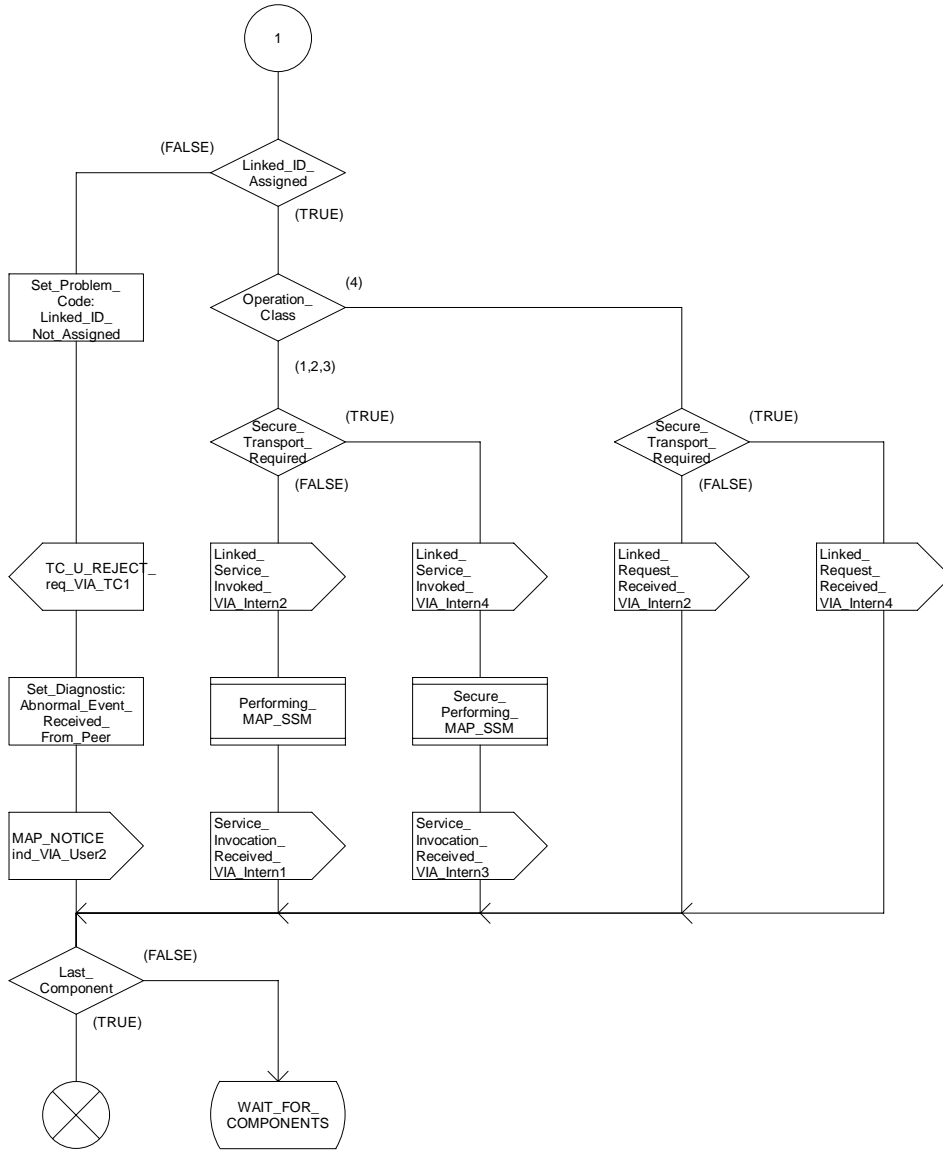 1
(FALSE)
Linked_ID_
Assigned
(TRUE)
Set_Problem_
Code:
Linked_ID_
Not_Assigned
Operation_
Class
(4)
(1,2,3)
Secure_
Transport_
Required
(TRUE)
(FALSE)
Secure_
Transport_
Required
(TRUE)
(FALSE)
TC_U_REJECT_
req_VIA_TC1
Linked_
Service_
Invoked_
VIA_Intern2
Linked_
Service_
Invoked_
VIA_Intern4
Linked_
Request_
Received_
VIA_Intern2
Linked_
Request_
Received_
VIA_Intern4
Set_Diagnostic:
Abnormal_Event_
Received_
From_Peer
Performing_
MAP_SSM
Secure_
Performing_
MAP_SSM
MAP_NOTICE
ind_VIA_User2
Service_
Invocation_
Received_
VIA_Intern1
Service_
Invocation_
Received_
VIA_Intern3
Last_
Component
(FALSE)
(TRUE)
WAIT_FOR_
COMPONENTS